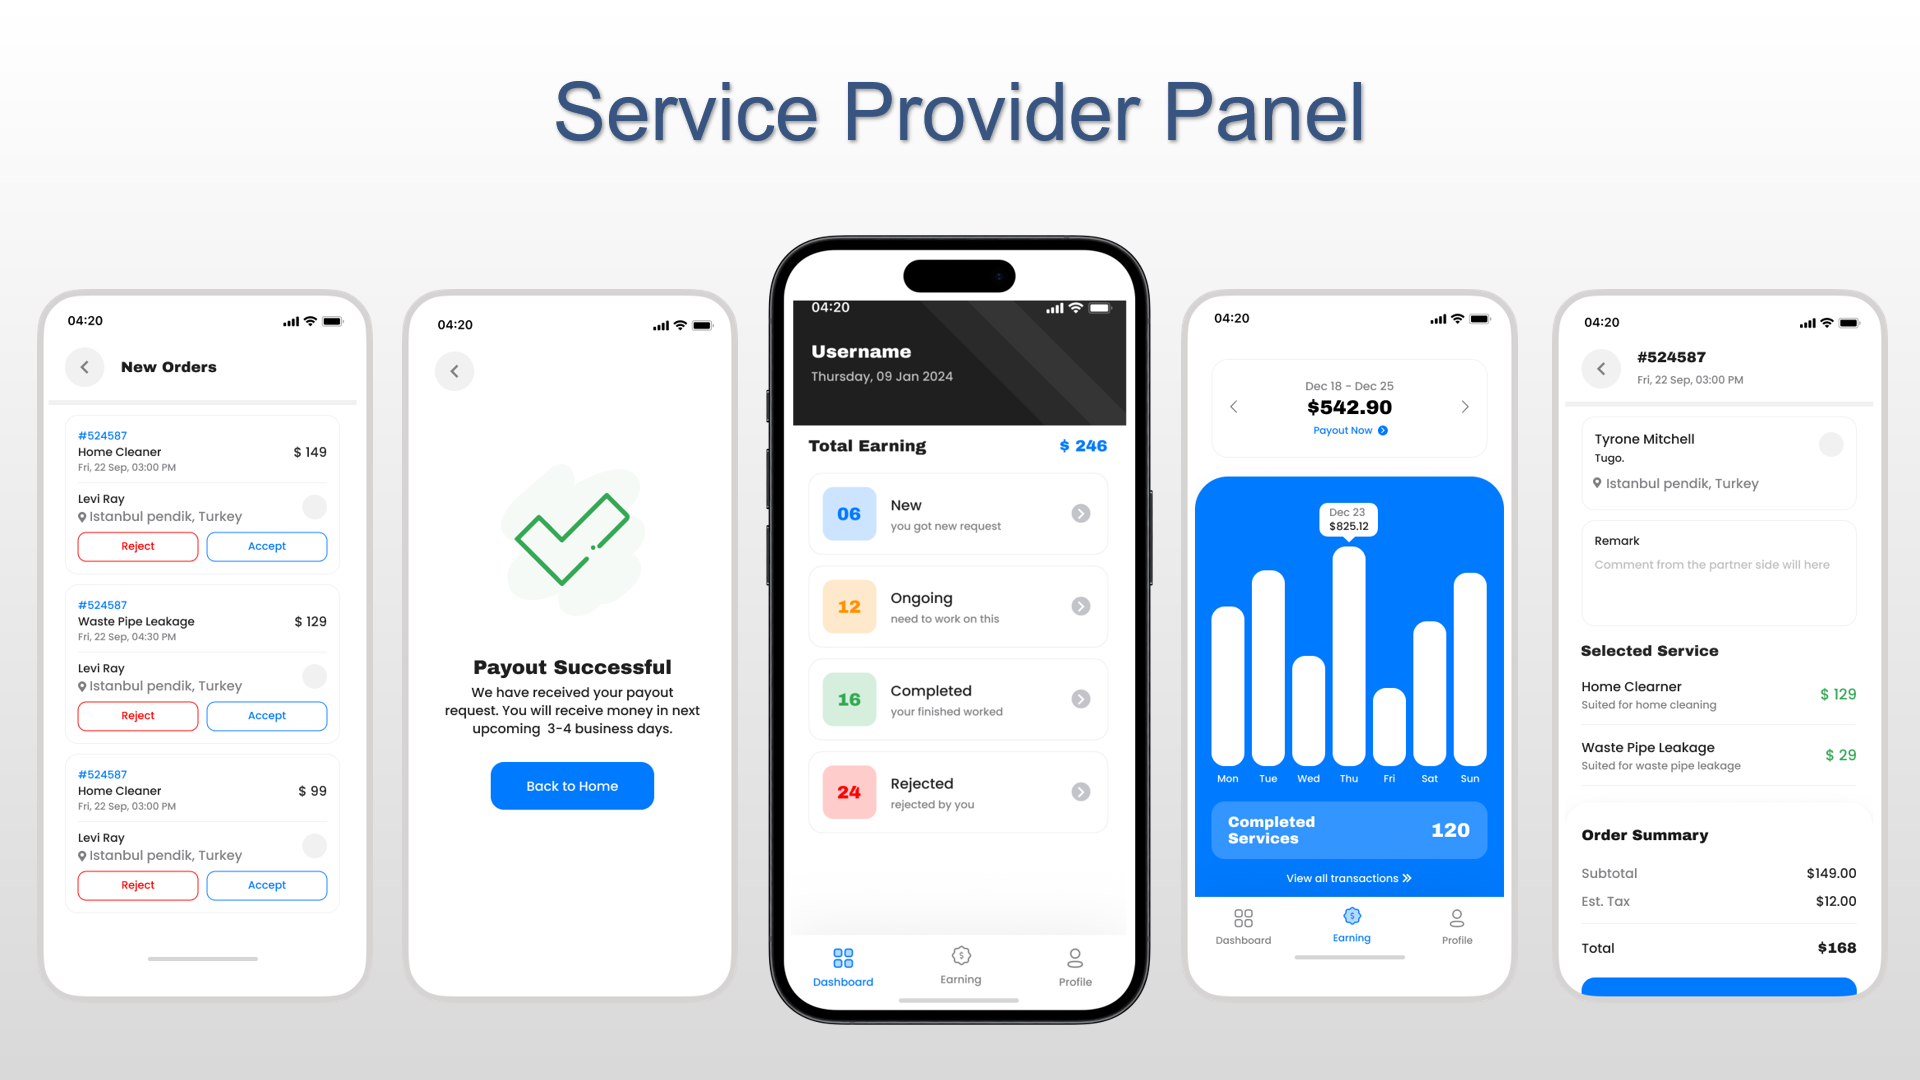 Service Provider Panel
04:20
New Orders
#524587
Home Cleaner
$ 149
Fri, 22 Sep, 03:00 PM
Levi Ray
Istanbul pendik, Turkey
Reject
Accept
#524587
Waste Pipe Leakage
$ 129
Fri, 22 Sep, 04:30 PM
Levi Ray
Istanbul pendik, Turkey
Reject
Accept
#524587
Home Cleaner
$ 99
Fri, 22 Sep, 03:00 PM
Levi Ray
Istanbul pendik, Turkey
Reject
Accept
04:20
Payout Successful
We have received your payout
request. You will receive money in next
upcoming 3-4 business days.
Back to Home
04:20
Username
Thursday, 09 Jan 2024
Total Earning
$ 246
06
New
you got new request
12
Ongoing
need to work on this
16
Completed
your finished worked
24
Rejected
rejected by you
Dashboard
Earning
Profile
04:20
Dec 18 - Dec 25
$542.90
Payout Now
Dec 23
$825.12
Mon Tue Wed Thu Fri Sat Sun
Completed
Services
120
View all transactions
Dashboard
Earning
Profile
04:20
#524587
Fri, 22 Sep, 03:00 PM
Tyrone Mitchell
Tugo.
Istanbul pendik, Turkey
Remark
Comment from the partner side will here
Selected Service
Home Clearner
$ 129
Suited for home cleaning
Waste Pipe Leakage
$ 29
Suited for waste pipe leakage
Order Summary
Subtotal
$149.00
Est. Tax
$12.00
Total
$168